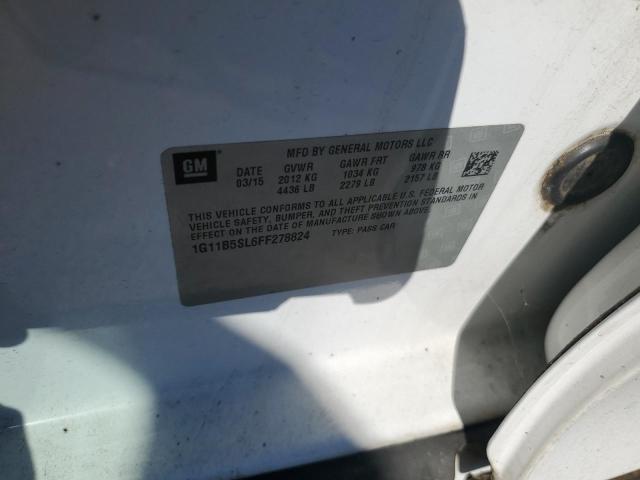 GM
MFD BY GENERAL MOTORS LLC
DATE GVWR GAWR FRT GAWR RR
03/15 2012 KG 1034 KG 978 KG
4436 LB 2279 LB 2157 LB
THIS VEHICLE CONFORMS TO ALL APPLICABLE U.S. FEDERAL MOTOR
VEHICLE SAFETY, BUMPER, AND THEFT PREVENTION STANDARDS IN
EFFECT ON THE DATE OF MANUFACTURE SHOWN ABOVE.
1G11B5SL6FF278824 TYPE: PASS CAR